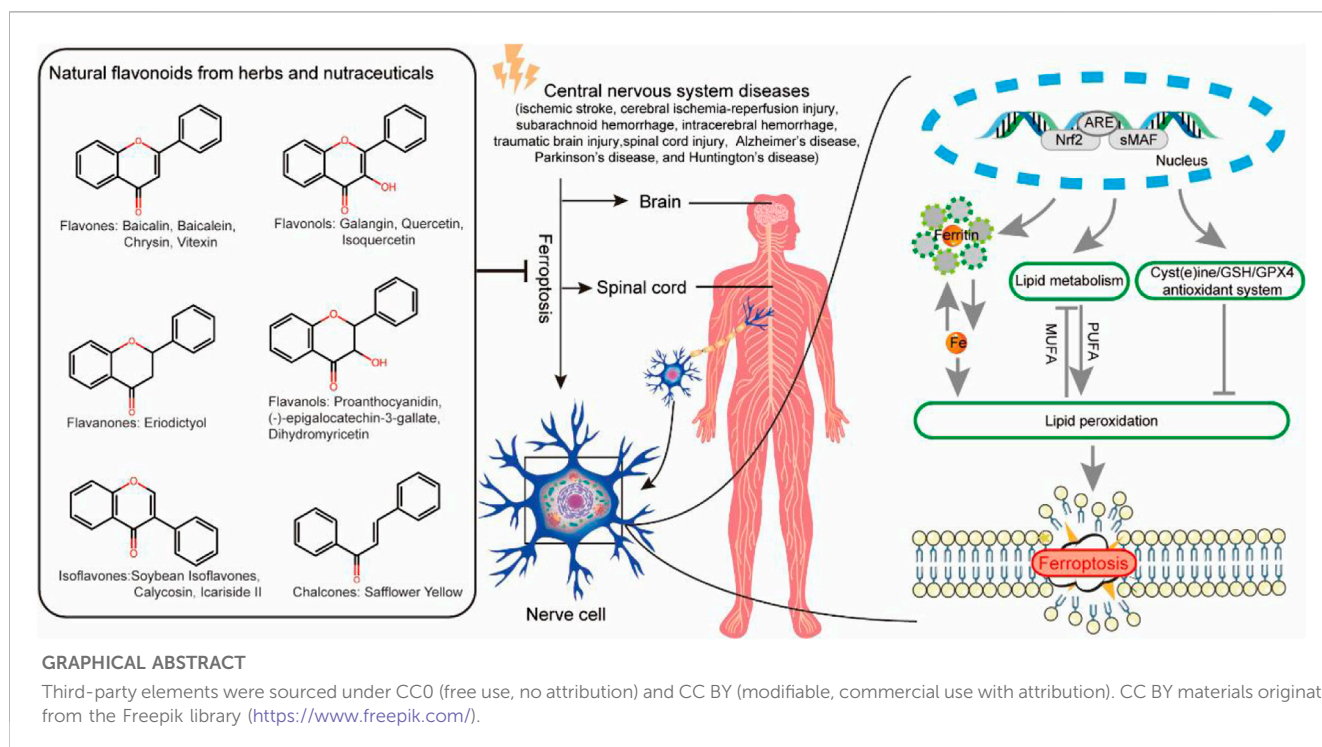 Natural flavonoids from herbs and nutraceuticals
O
O
Flavones: Baicalin, Baicalein,
Chrysin, Vitexin
O
OH
O
Flavonols: Galangin, Quercetin,
Isoquercetin
O
O
Flavanones: Eriodictyol
O
OH
O
Flavanols: Proanthocyanidin,
(-)-epigalocatechin-3-gallate,
Dihydromyricetin
O
O
Isoflavones:Soybean Isoflavones,
Calycosin, Icariside II
O
Chalcones: Safflower Yellow
Central nervous system diseases
(ischemic stroke, cerebral ischemia-reperfusion injury,
subarachnoid hemorrhage, intracerebral hemorrhage,
traumatic brain injury,spinal cord injury, Alzheimer's disease,
Parkinson's disease, and Huntington's disease)
Ferroptosis
Brain
Spinal cord
Nerve cell
ARE
Nrf2
sMAF
Nucleus
Ferritin
Fe
Lipid metabolism
Cyst(e)ine/GSH/GPX4
antioxidant system
MUFA
PUFA
Lipid peroxidation
Ferroptosis
GRAPHICAL ABSTRACT
Third-party elements were sourced under CC0 (free use, no attribution) and CC BY (modifiable, commercial use with attribution). CC BY materials originat
from the Freepik library (https://www.freepik.com/).